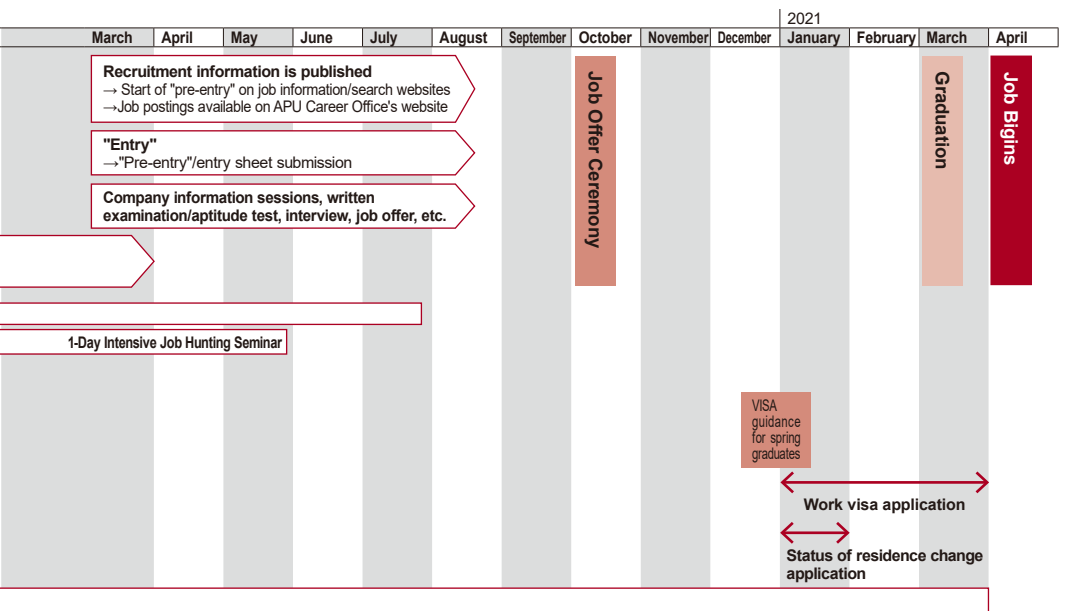 2021
March April May June July August September October November December January February March April
Recruitment information is published
→ Start of "pre-entry" on job information/search websites
→Job postings available on APU Career Office's website
"Entry"
→"Pre-entry"/entry sheet submission
Company information sessions, written
examination/aptitude test, interview, job offer, etc.
Job Offer Ceremony
Graduation
Job Bigins
1-Day Intensive Job Hunting Seminar
VISA
guidance
for spring
graduates
Work visa application
Status of residence change
application